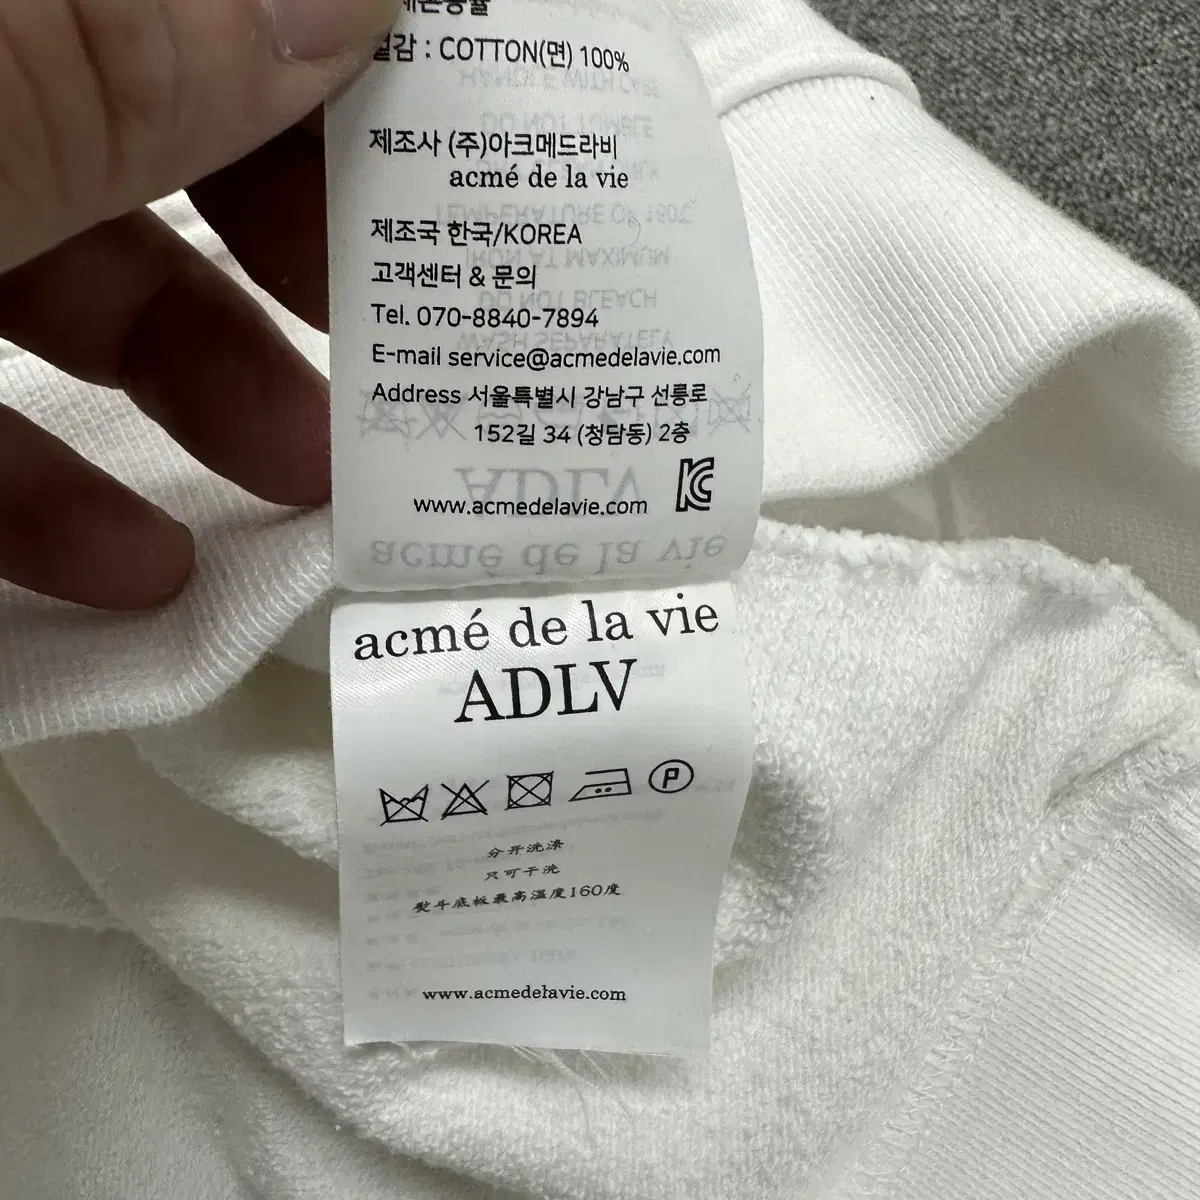 COTTON(면) 100%
제조사 (주)아크메드라비
acmé de la vie
제조국 한국/KOREA
고객센터 & 문의
Tel. 070-8840-7894
E-mail service@acmedelavie.com
Address 서울특별시 강남구 선릉로
152길 34 (청담동) 2층
www.acmedelavie.com
acmé de la vie
ADLV
P
分开洗涤
只可干洗
熨斗底板最高温度160度
www.acmedelavie.com